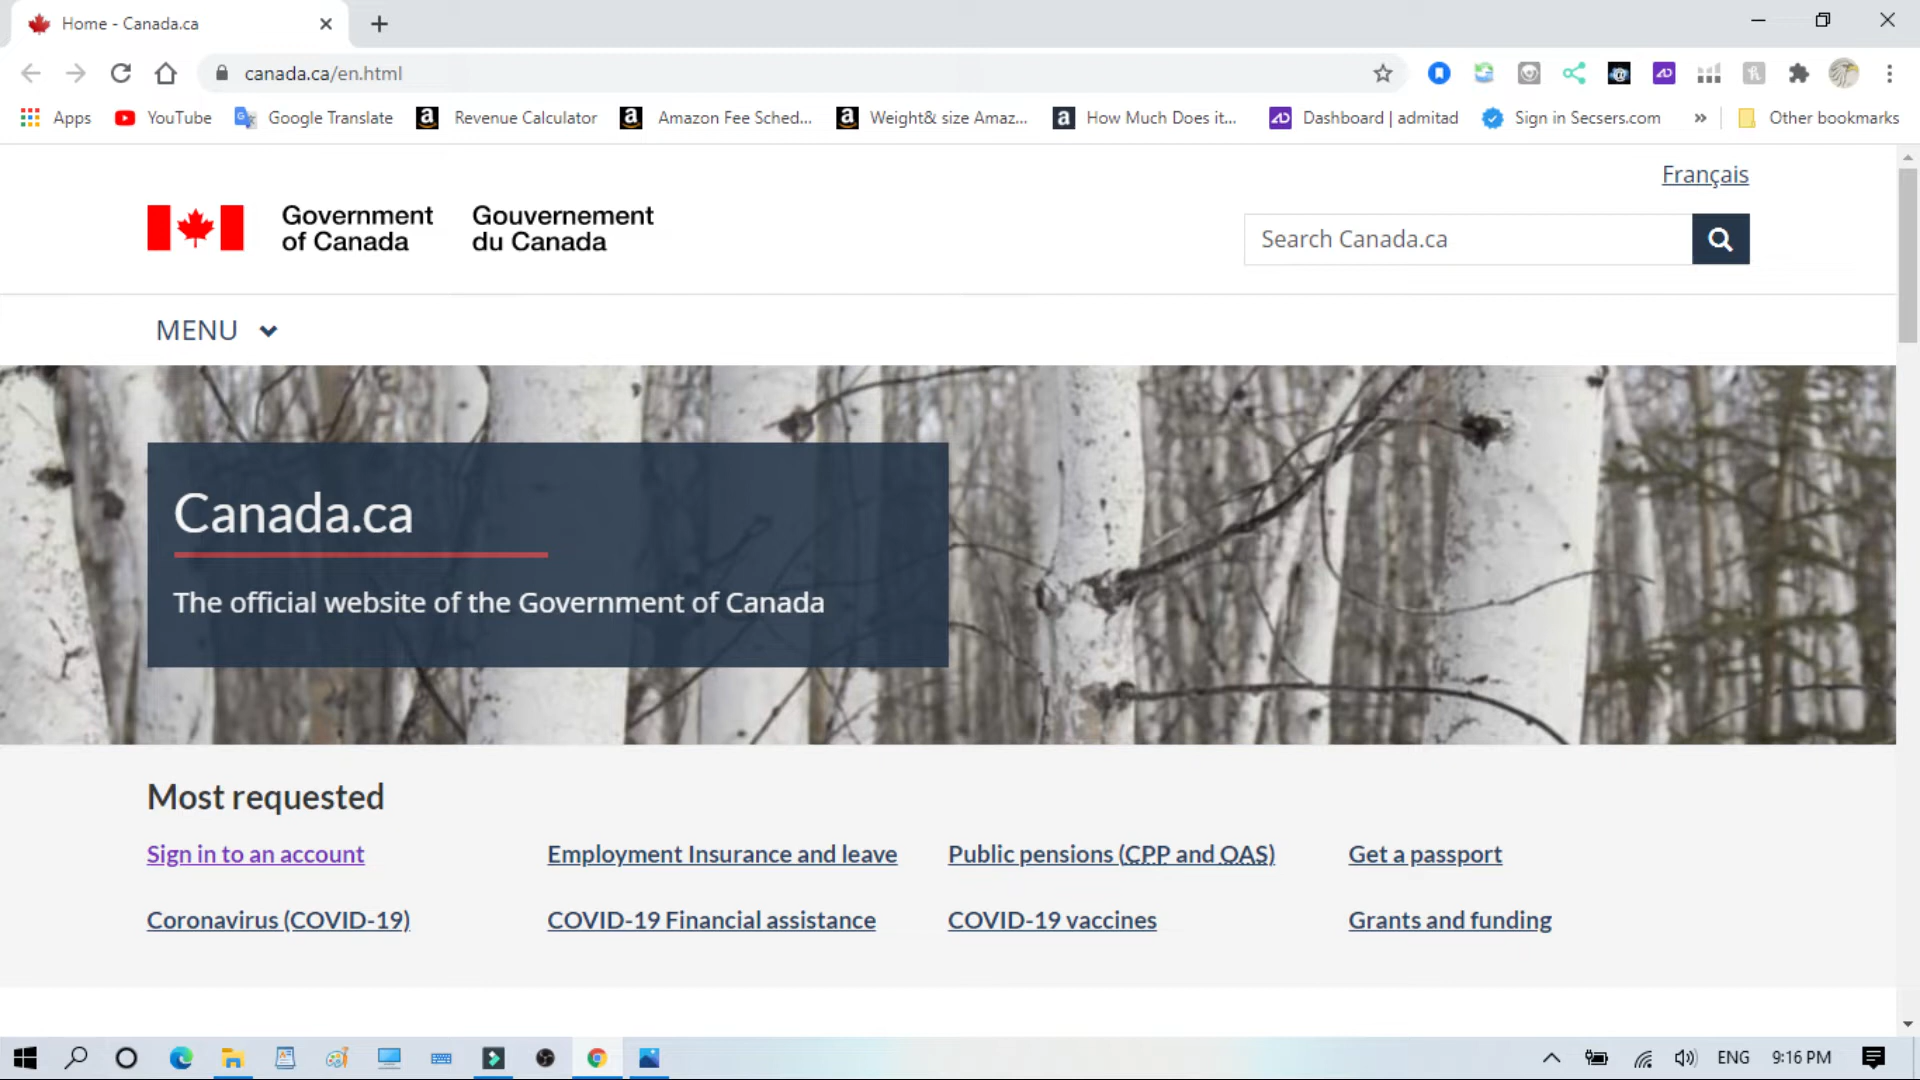 Home - Canada.ca
canada.ca/en.html
Apps YouTube Google Translate Revenue Calculator Amazon Fee Sched... Weight& size Amaz... How Much Does it... Dashboard | admitad Sign in Secsers.com » Other bookmarks
Français
Government of Canada
Gouvernement du Canada
Search Canada.ca
MENU
Canada.ca
The official website of the Government of Canada
Most requested
Sign in to an account Employment Insurance and leave Public pensions (CPP and OAS) Get a passport
Coronavirus (COVID-19) COVID-19 Financial assistance COVID-19 vaccines Grants and funding
ENG 9:16 PM